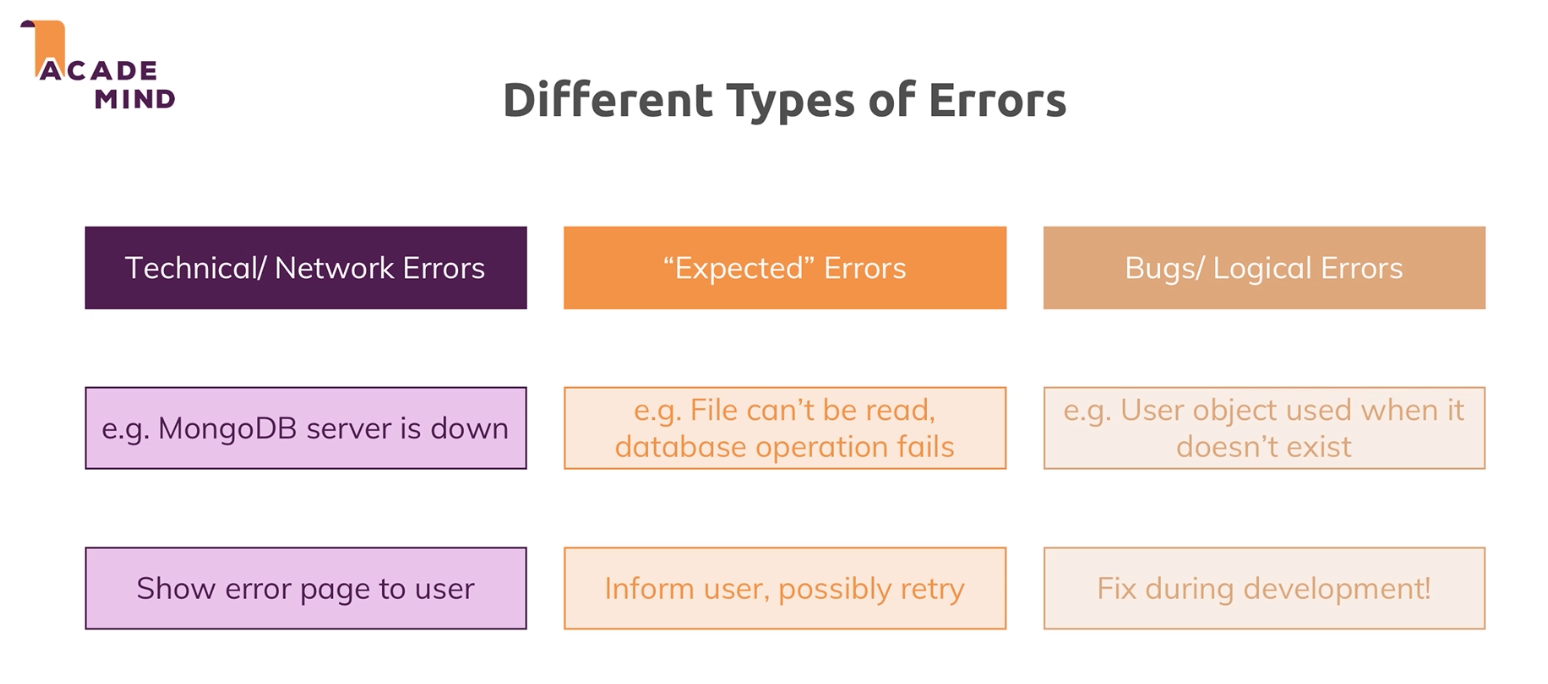 ACADE
MIND
Different Types of Errors
Technical/ Network Errors
“Expected” Errors
Bugs/ Logical Errors
e.g. MongoDB server is down
e.g. File can’t be read,
database operation fails
e.g. User object used when it
doesn’t exist
Show error page to user
Inform user, possibly retry
Fix during development!